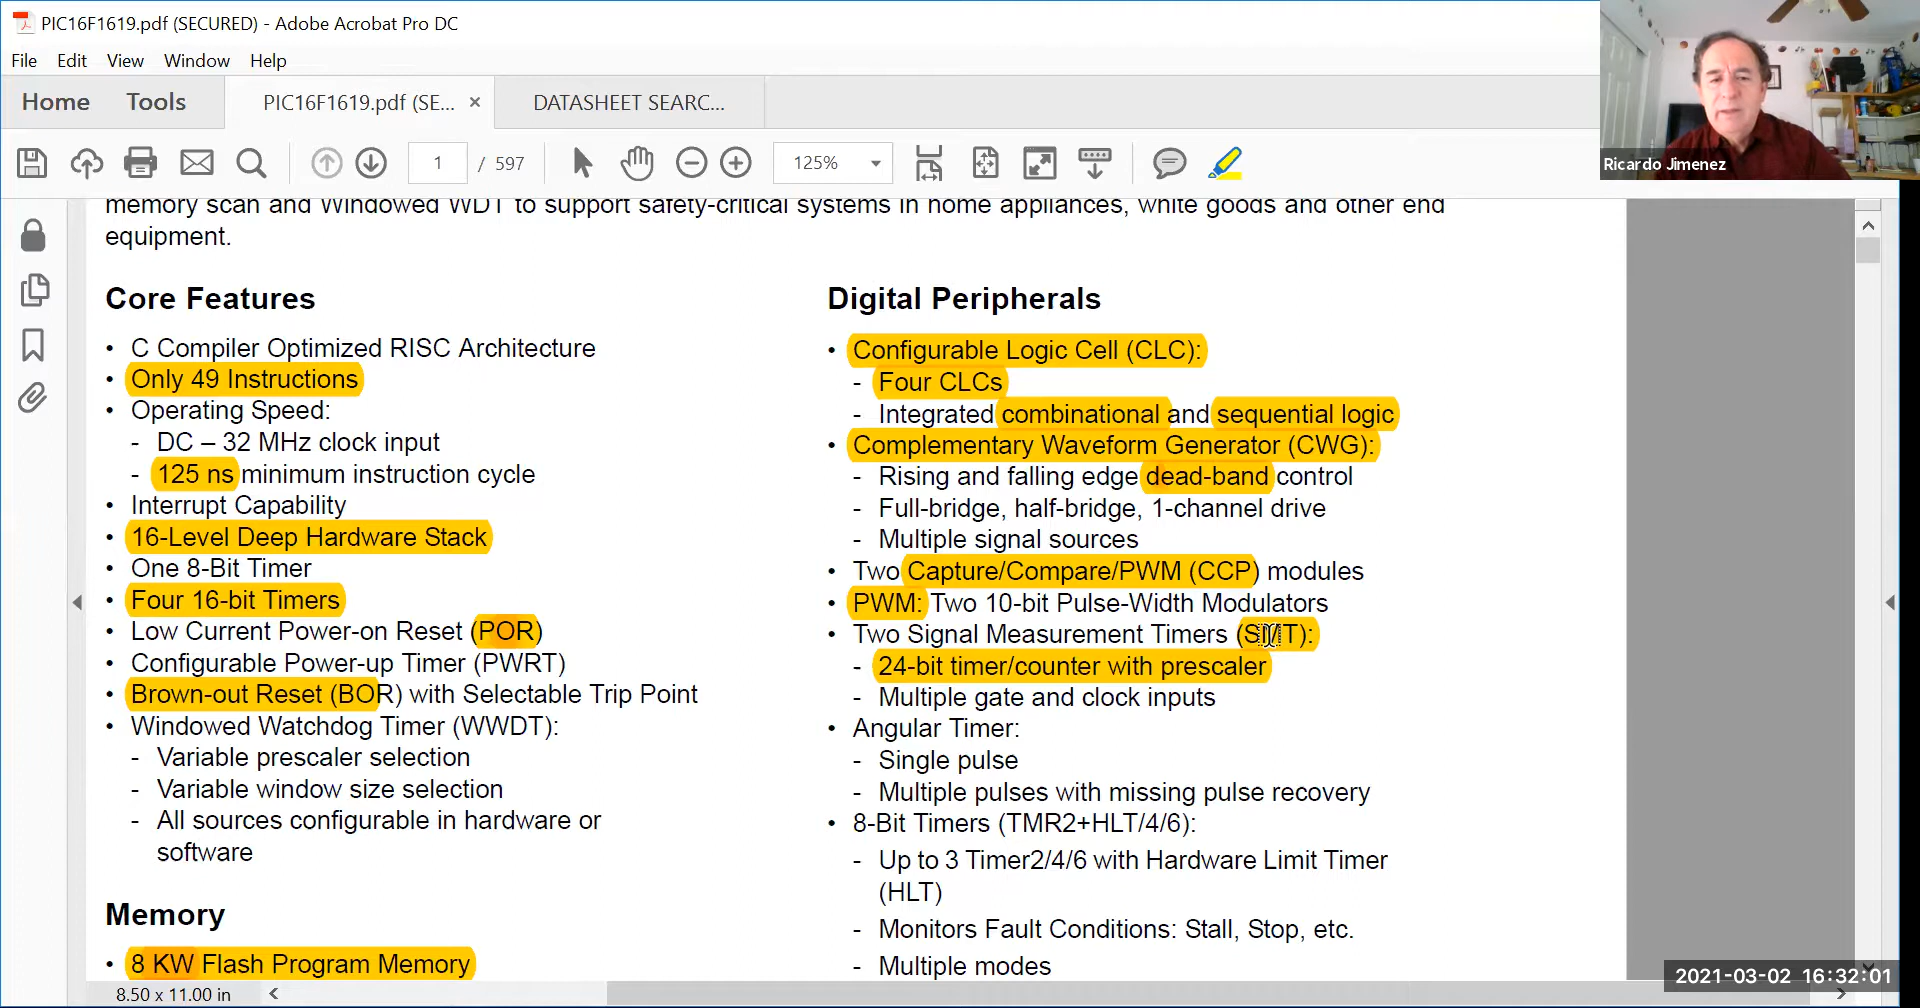 PIC16F1619.pdf (SECURED) - Adobe Acrobat Pro DC
File Edit View Window Help
Home Tools PIC16F1619.pdf (SE... × DATASHEET SEARC...
1 / 597 125%
Ricardo Jimenez
memory scan and Windowed WDT to support safety-critical systems in home appliances, white goods and other end
equipment.
Core Features
• C Compiler Optimized RISC Architecture
• Only 49 Instructions
• Operating Speed:
- DC – 32 MHz clock input
- 125 ns minimum instruction cycle
• Interrupt Capability
• 16-Level Deep Hardware Stack
• One 8-Bit Timer
• Four 16-bit Timers
• Low Current Power-on Reset (POR)
• Configurable Power-up Timer (PWRT)
• Brown-out Reset (BOR) with Selectable Trip Point
• Windowed Watchdog Timer (WWDT):
- Variable prescaler selection
- Variable window size selection
- All sources configurable in hardware or
software
Memory
• 8 KW Flash Program Memory
Digital Peripherals
• Configurable Logic Cell (CLC):
- Four CLCs
- Integrated combinational and sequential logic
• Complementary Waveform Generator (CWG):
- Rising and falling edge dead-band control
- Full-bridge, half-bridge, 1-channel drive
- Multiple signal sources
• Two Capture/Compare/PWM (CCP) modules
• PWM: Two 10-bit Pulse-Width Modulators
• Two Signal Measurement Timers (SMT):
- 24-bit timer/counter with prescaler
- Multiple gate and clock inputs
• Angular Timer:
- Single pulse
- Multiple pulses with missing pulse recovery
• 8-Bit Timers (TMR2+HLT/4/6):
- Up to 3 Timer2/4/6 with Hardware Limit Timer
(HLT)
- Monitors Fault Conditions: Stall, Stop, etc.
- Multiple modes
8.50 x 11.00 in
2021-03-02 16:32:01